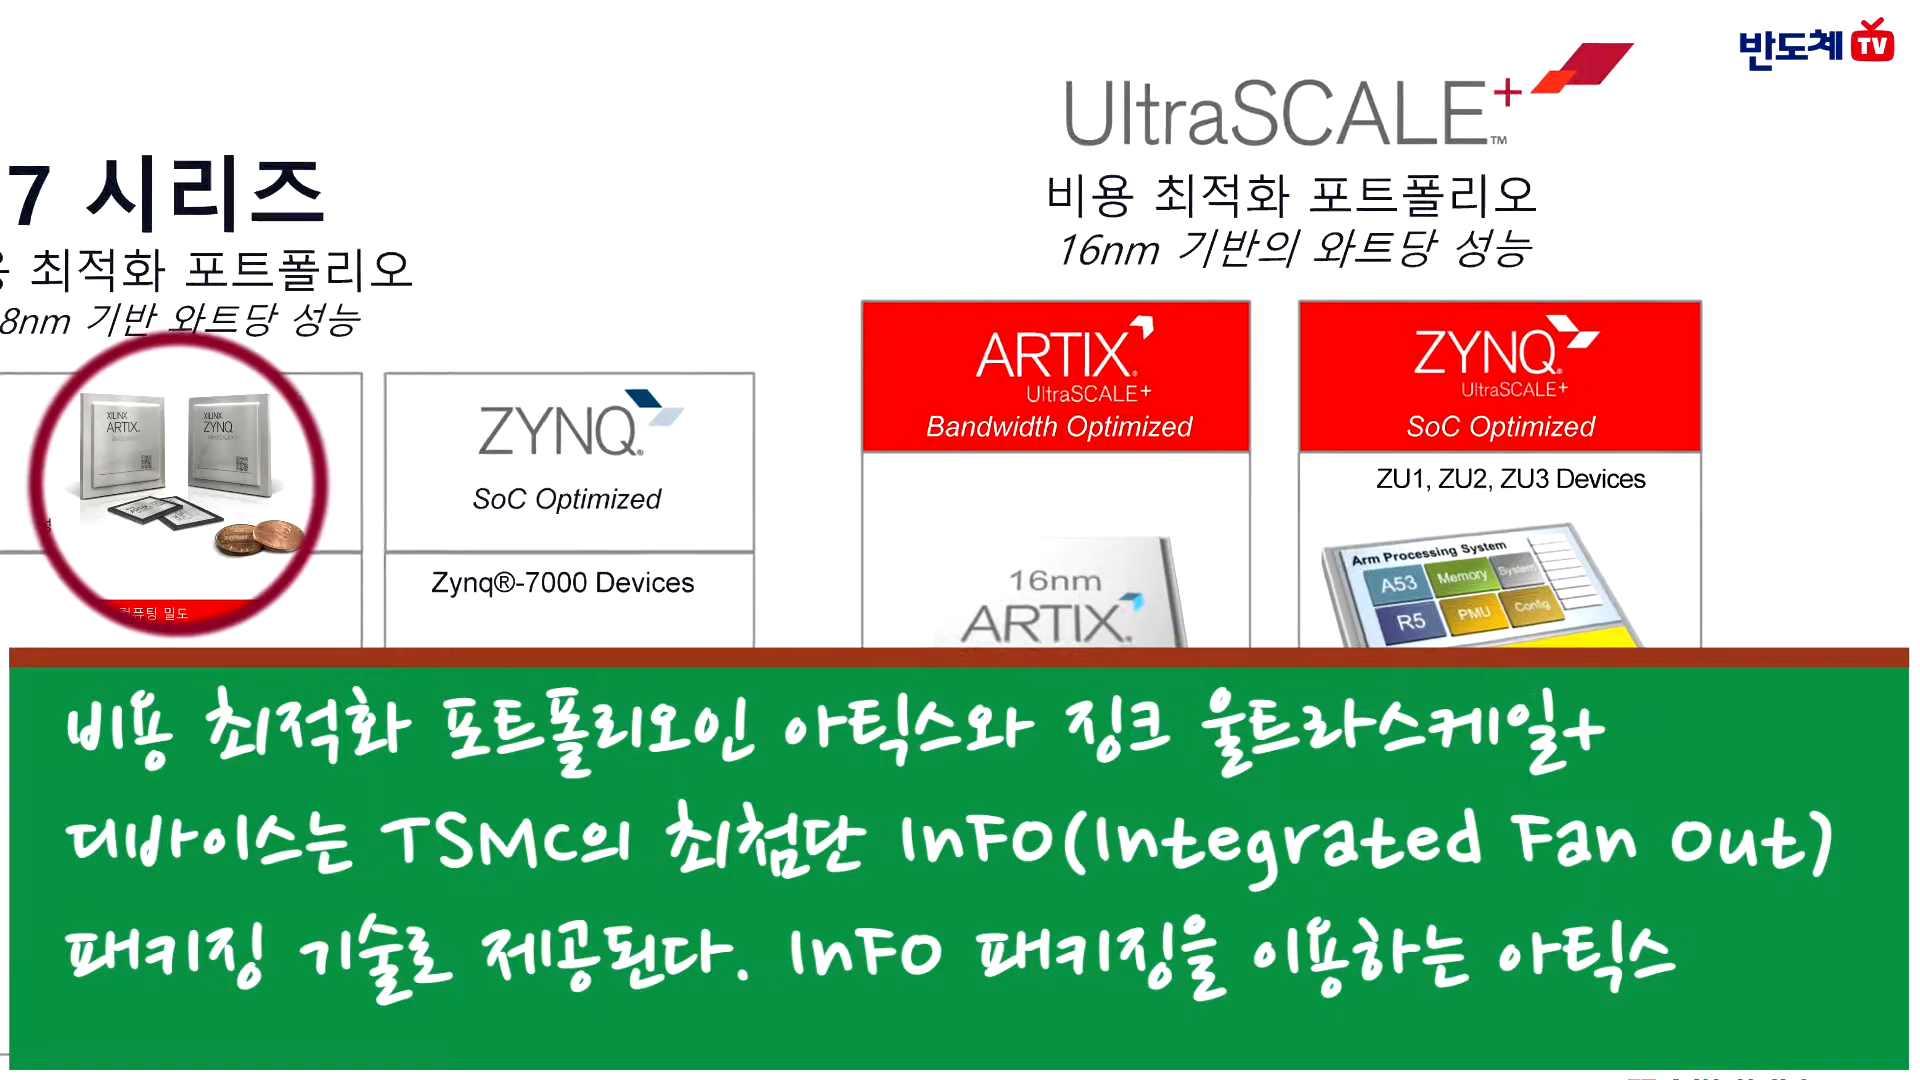 반도체 TV
UltraSCALE+™
7 시리즈
비용 최적화 포트폴리오
16nm 기반의 와트당 성능
최적화 포트폴리오
8nm 기반 와트당 성능
XILINX
ARTIX
XILINX
ZYNQ
컴퓨팅 밀도
ZYNQ
SoC Optimized
Zynq®-7000 Devices
ARTIX
UltraSCALE+
Bandwidth Optimized
16nm
ARTIX
ZYNQ
UltraSCALE+
SoC Optimized
ZU1, ZU2, ZU3 Devices
Arm Processing System
A53 Memory System
R5 PMU Config
비용 최적화 포트폴리오인 아틱스와 징크 울트라스케일+
디바이스는 TSMC의 최첨단 InFO(Integrated Fan Out)
패키징 기술로 제공된다. InFO 패키징을 이용하는 아틱스